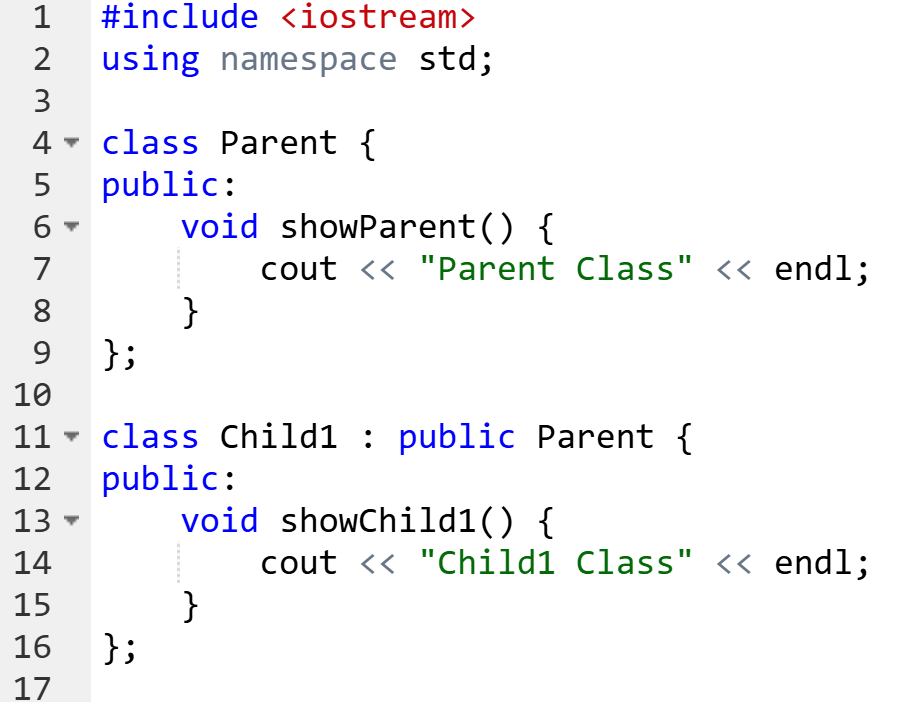 1 #include <iostream>
2 using namespace std;
3
4 class Parent {
5 public:
6     void showParent() {
7         cout << "Parent Class" << endl;
8     }
9 };
10
11 class Child1 : public Parent {
12 public:
13     void showChild1() {
14         cout << "Child1 Class" << endl;
15     }
16 };
17